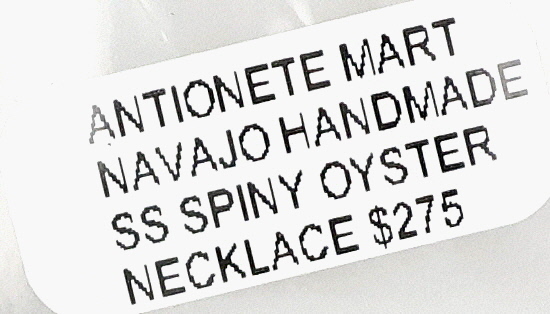 ANTIONETE MART
NAVAJO HANDMADE
SS SPINY OYSTER
NECKLACE $275